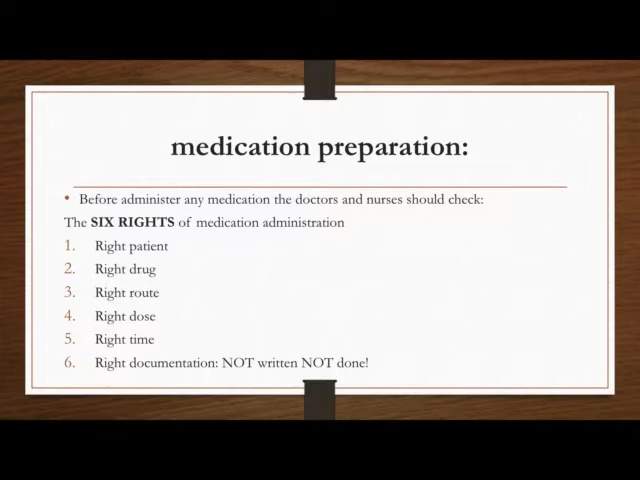 medication preparation:
• Before administer any medication the doctors and nurses should check:
The SIX RIGHTS of medication administration
1. Right patient
2. Right drug
3. Right route
4. Right dose
5. Right time
6. Right documentation: NOT written NOT done!